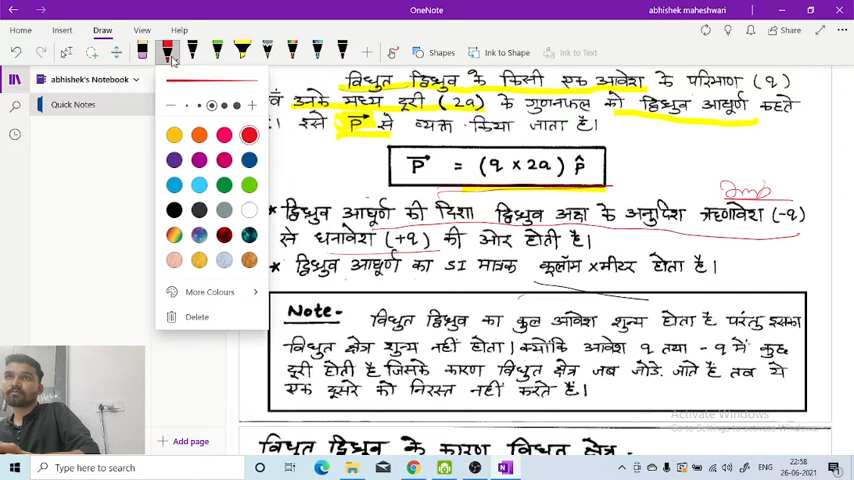 OneNote
abhishek maheshwari
Home Insert Draw View Help
Share
Shapes Ink to Shape Ink to Text
abhishek's Notebook
Quick Notes
More Colours
Delete
Add page
विधुत द्विध्रुव के किसी एक आवेश के परिमाण (q)
उनके मध्य दूरी (2a) के गुणनफल को द्विध्रुव आघूर्ण कहते
। इसे P→ से व्यक्त किया जाता है।
P→ = (q × 2a) p̂
Imp
* द्विध्रुव आघूर्ण की दिशा द्विध्रुव अक्ष के अनुदिश ऋणावेश (-q)
से धनावेश (+q) की ओर होती है।
* द्विध्रुव आघूर्ण का SI मात्रक कूलॉम ×मीटर होता है।
Note- विधुत द्विध्रुव का कुल आवेश शून्य होता है परंतु इसका
विधुत क्षेत्र शून्य नहीं होता। क्योंकि आवेश q तथा -q में कुछ
दूरी होती है जिसके कारण विधुत क्षेत्र जब जोडे जाते है तब ये
एक दूसरे को निरस्त नहीं करते है।
विधुत द्विध्रुव के कारण विधुत क्षेत्र
Activate Windows
Go to Settings to activate Windows.
Type here to search
ENG
22:58
26-06-2021